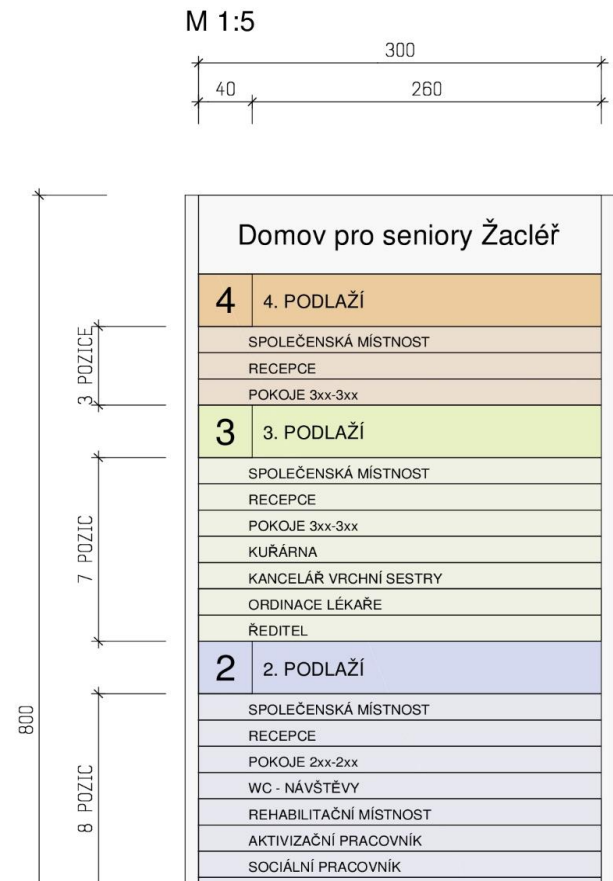 M 1:5
300
40 260
Domov pro seniory Žacléř
4 4. PODLAŽÍ
3 POZICE
SPOLEČENSKÁ MÍSTNOST
RECEPCE
POKOJE 3xx-3xx
3 3. PODLAŽÍ
7 POZIC
SPOLEČENSKÁ MÍSTNOST
RECEPCE
POKOJE 3xx-3xx
KUŘÁRNA
KANCELÁŘ VRCHNÍ SESTRY
ORDINACE LÉKAŘE
ŘEDITEL
2 2. PODLAŽÍ
800
8 POZIC
SPOLEČENSKÁ MÍSTNOST
RECEPCE
POKOJE 2xx-2xx
WC - NÁVŠTĚVY
REHABILITAČNÍ MÍSTNOST
AKTIVIZAČNÍ PRACOVNÍK
SOCIÁLNÍ PRACOVNÍK